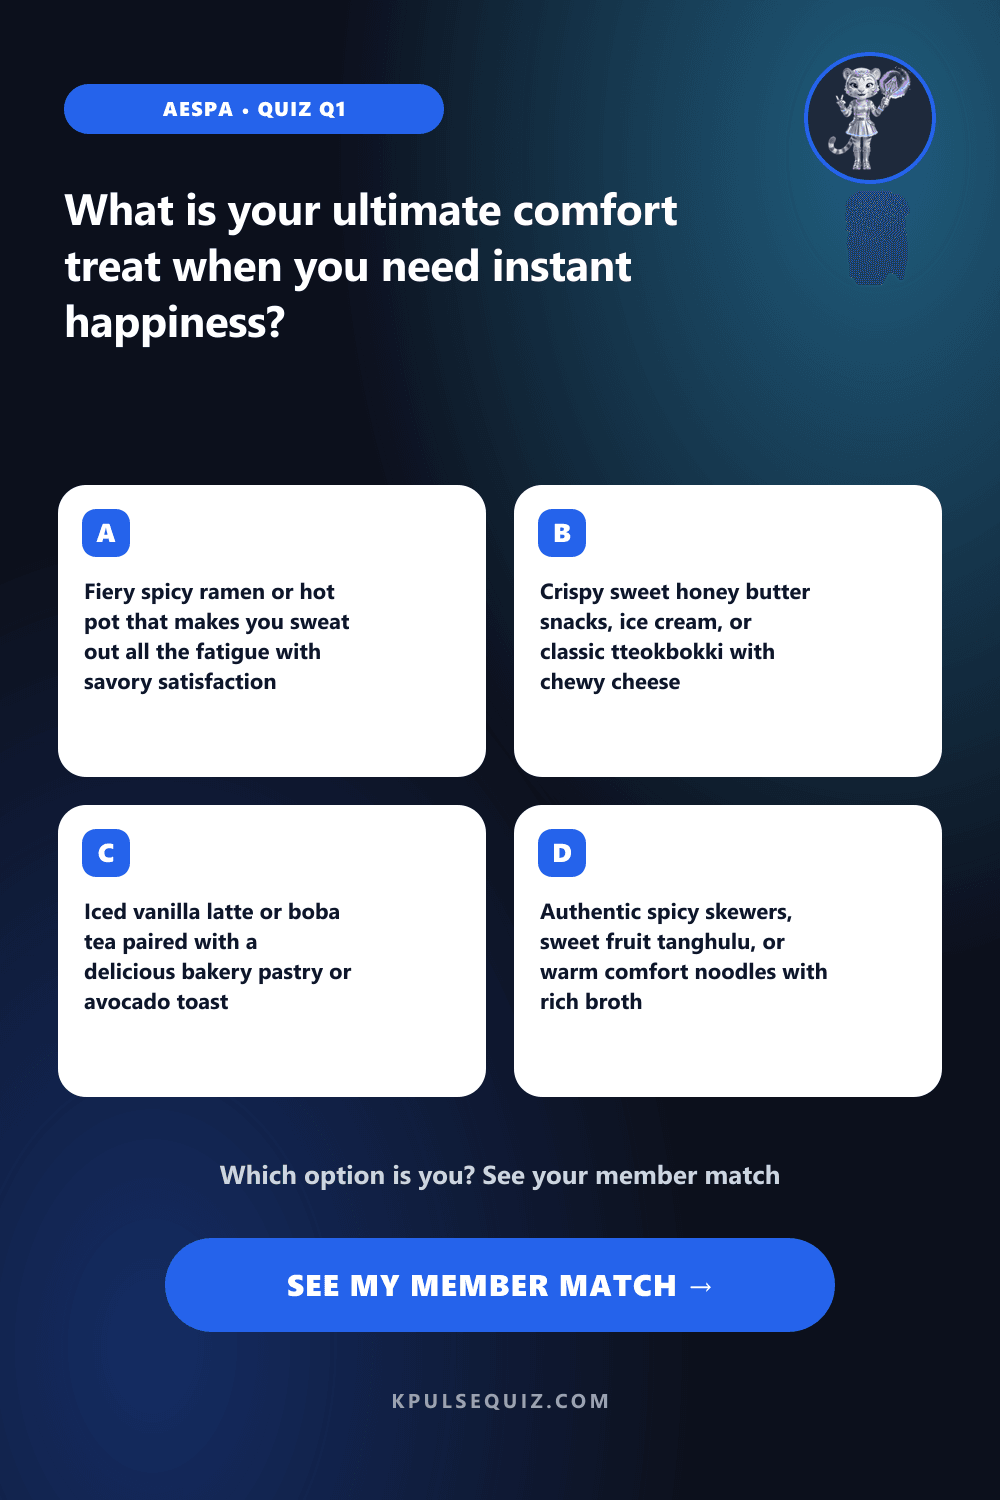 AESPA • QUIZ Q1
What is your ultimate comfort
treat when you need instant
happiness?
A
Fiery spicy ramen or hot
pot that makes you sweat
out all the fatigue with
savory satisfaction
B
Crispy sweet honey butter
snacks, ice cream, or
classic tteokbokki with
chewy cheese
C
Iced vanilla latte or boba
tea paired with a
delicious bakery pastry or
avocado toast
D
Authentic spicy skewers,
sweet fruit tanghulu, or
warm comfort noodles with
rich broth
Which option is you? See your member match
SEE MY MEMBER MATCH →
KPULSEQUIZ.COM